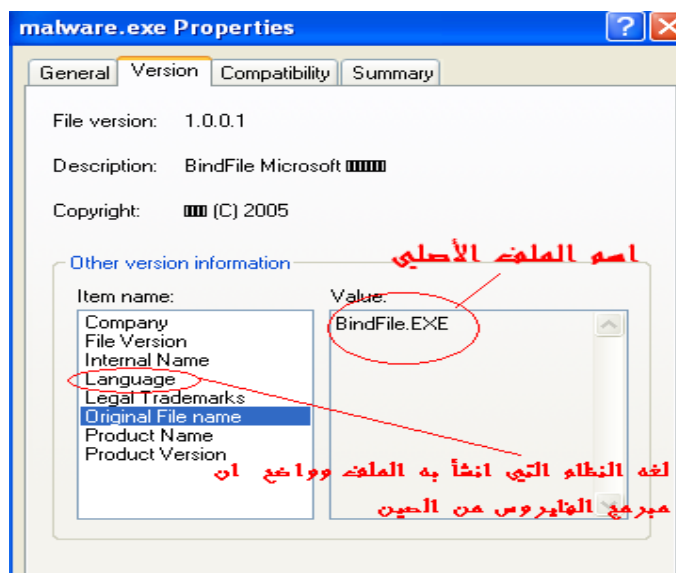 malware.exe Properties
General Version Compatibility Summary
File version: 1.0.0.1
Description: BindFile Microsoft
Copyright: (C) 2005
اسم الملف الأصلي
Other version information
Item name: Value:
Company
File Version
Internal Name
Language
Legal Trademarks
Original File name
Product Name
Product Version
BindFile.EXE
لغه النظام التي انشأ به الملف وواضح ان
مبرمج الفايروس من الصين